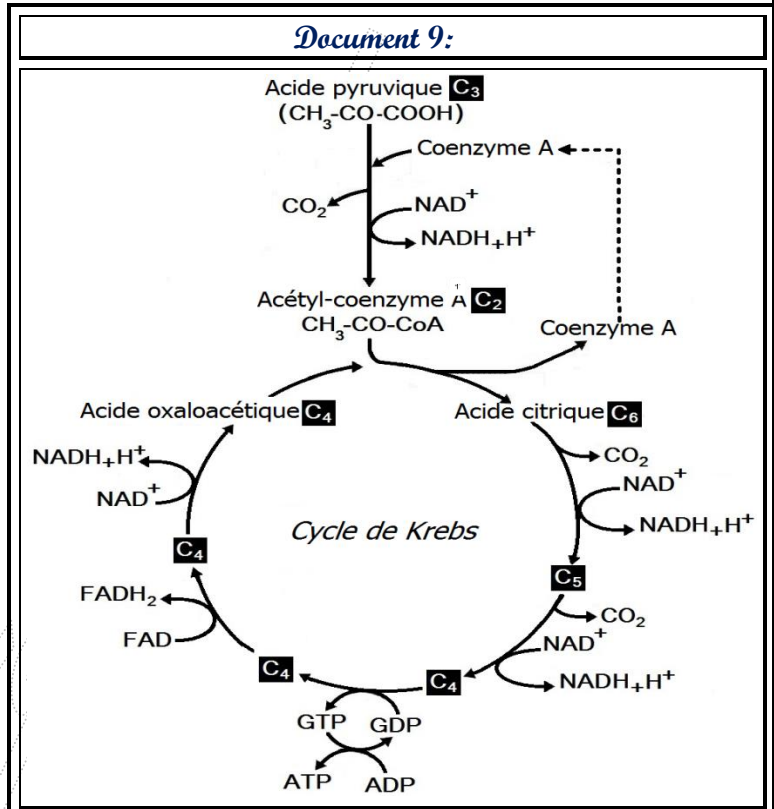 Document 9:
Acide pyruvique C₃
(CH₃-CO-COOH)
Coenzyme A
CO₂
NAD⁺
NADH+H⁺
Acétyl-coenzyme A C₂
CH₃-CO-CoA
Coenzyme A
Acide oxaloacétique C₄
Acide citrique C₆
NADH+H⁺
CO₂
NAD⁺
NAD⁺
NADH+H⁺
Cycle de Krebs
C₄
C₅
FADH₂
CO₂
FAD
NAD⁺
C₄
C₄
NADH+H⁺
GTP GDP
ATP ADP